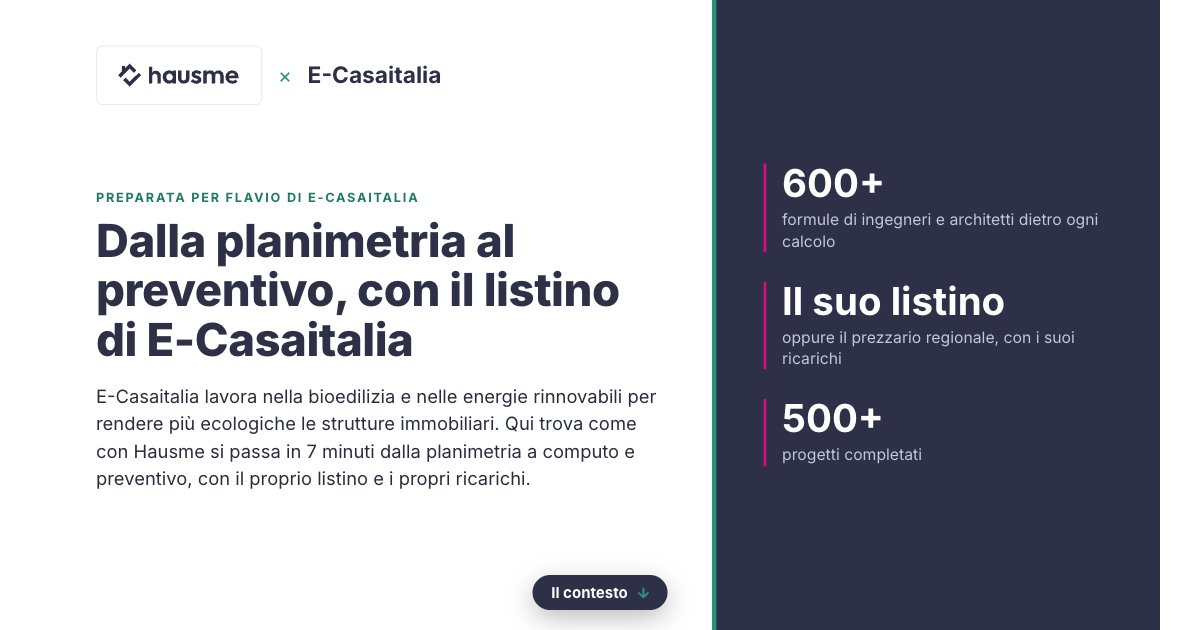 hausme × E-Casaitalia
PREPARATA PER FLAVIO DI E-CASAITALIA
Dalla planimetria al
preventivo, con il listino
di E-Casaitalia
E-Casaitalia lavora nella bioedilizia e nelle energie rinnovabili per
rendere più ecologiche le strutture immobiliari. Qui trova come
con Hausme si passa in 7 minuti dalla planimetria a computo e
preventivo, con il proprio listino e i propri ricarichi.
Il contesto ↓
600+
formule di ingegneri e architetti dietro ogni
calcolo
Il suo listino
oppure il prezzario regionale, con i suoi
ricarichi
500+
progetti completati